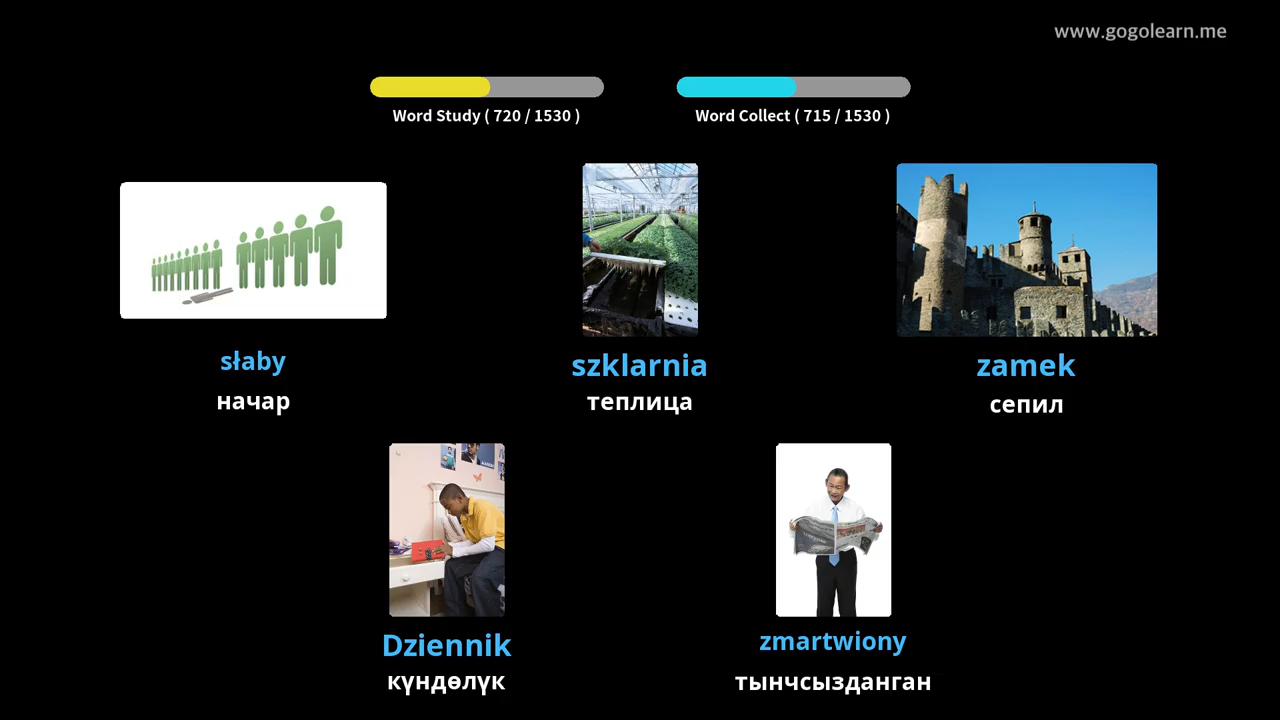 www.gogolearn.me
Word Study ( 720 / 1530 )
Word Collect ( 715 / 1530 )
słaby
начар
szklarnia
теплица
zamek
сепил
Dziennik
күндөлүк
zmartwiony
тынчсызданган